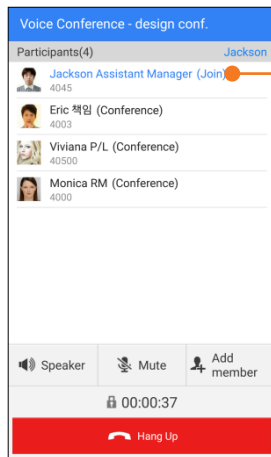 Voice Conference - design conf.
Participants(4) Jackson
Jackson Assistant Manager (Join)
4045
Eric 책임 (Conference)
4003
Viviana P/L (Conference)
40500
Monica RM (Conference)
4000
Speaker Mute Add member
00:00:37
Hang Up